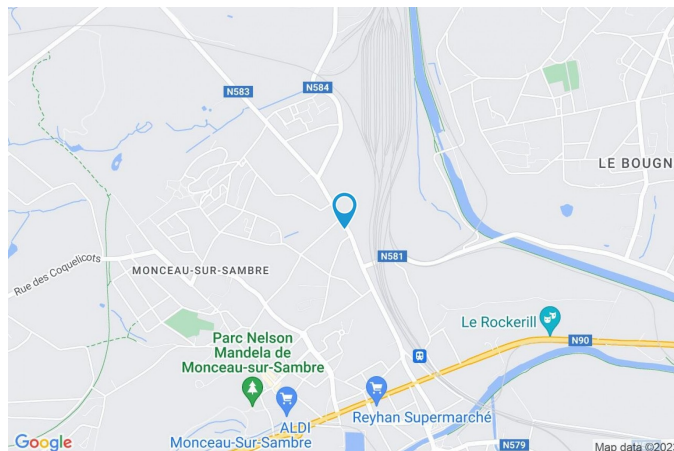 N583
N584
LE BOUGN
N581
Rue des Coquelicots
MONCEAU-SUR-SAMBRE
Le Rockerill
N90
Parc Nelson
Mandela de
Monceau-sur-Sambre
Reyhan Supermarché
ALDI
Monceau-Sur-Sambre
N579
Google
Map data ©202